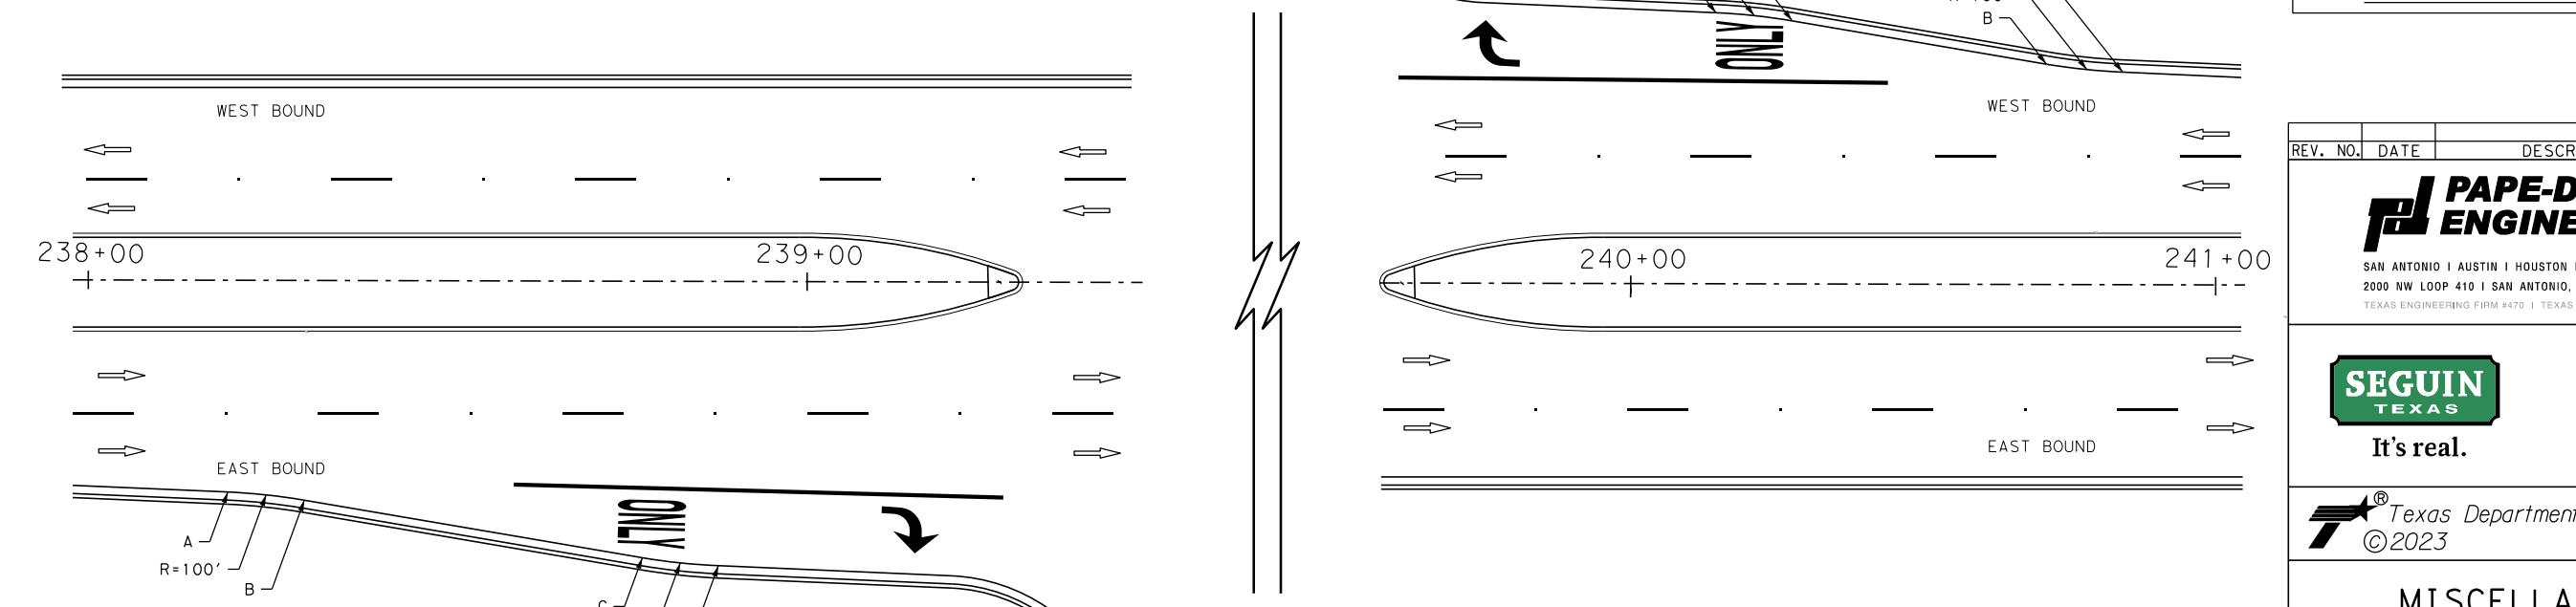 B
ONLY
WEST BOUND
WEST BOUND
238+00
239+00
240+00
241+00
EAST BOUND
EAST BOUND
ONLY
A
R=100'
B
C
REV. NO.
DATE
DESCR
PAPE-D
ENGINE
SAN ANTONIO I AUSTIN I HOUSTON I
2000 NW LOOP 410 I SAN ANTONIO,
TEXAS ENGINEERING FIRM #470 | TEXAS
SEGUIN
TEXAS
It's real.
® Texas Department
©2023
MISCELLA